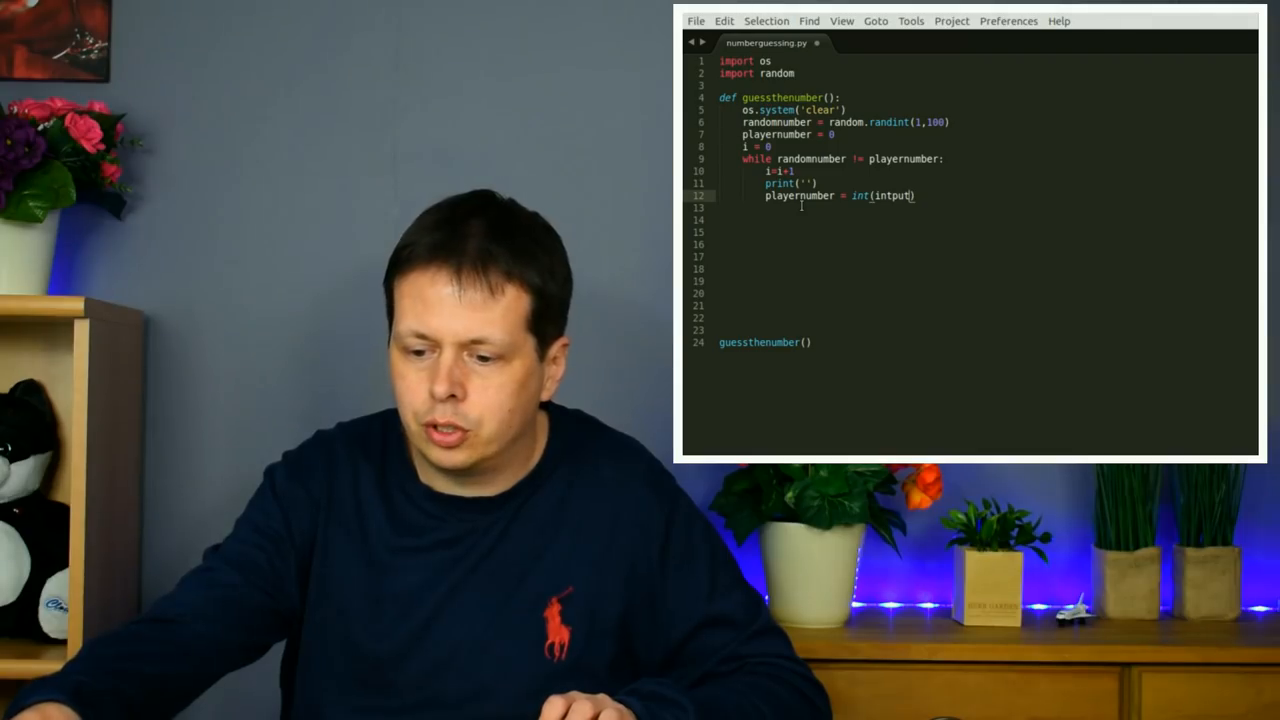 File Edit Selection Find View Goto Tools Project Preferences Help
numberguessing.py
1 import os
2 import random
3
4 def guessthenumber():
5 os.system('clear')
6 randomnumber = random.randint(1,100)
7 playernumber = 0
8 i = 0
9 while randomnumber != playernumber:
10 i=i+1
11 print('')
12 playernumber = int(intput)
13
14
15
16
17
18
19
20
21
22
23
24 guessthenumber()
HERB GARDEN